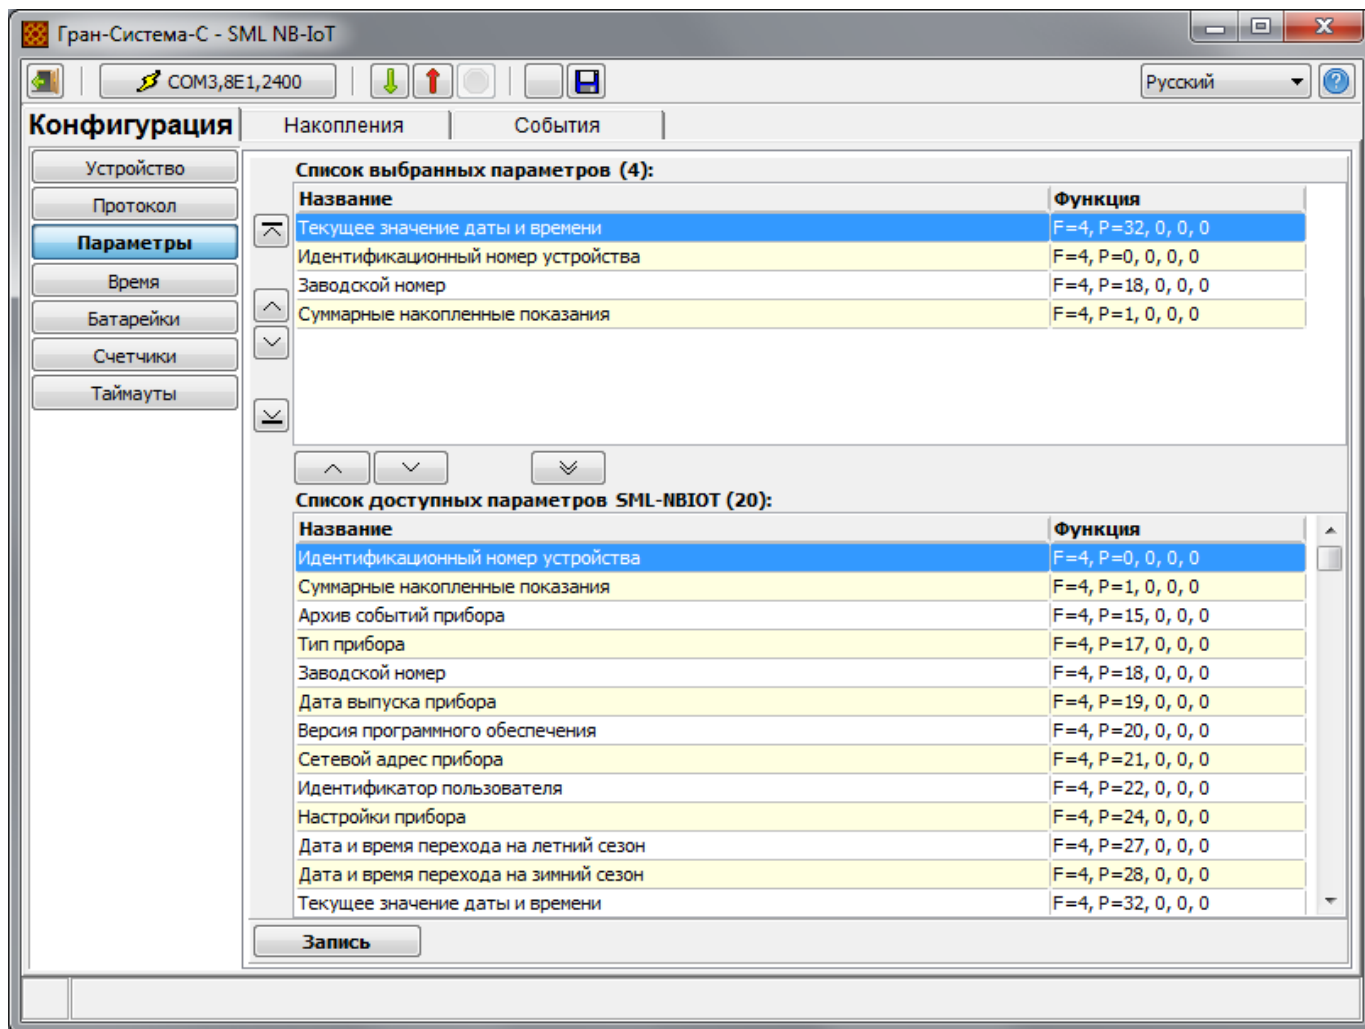 Гран-Система-С - SML NB-IoT
COM3,8E1,2400
Русский
Конфигурация Накопления События
Устройство
Протокол
Параметры
Время
Батарейки
Счетчики
Таймауты
Список выбранных параметров (4):
Название Функция
Текущее значение даты и времени F=4, P=32, 0, 0, 0
Идентификационный номер устройства F=4, P=0, 0, 0, 0
Заводской номер F=4, P=18, 0, 0, 0
Суммарные накопленные показания F=4, P=1, 0, 0, 0
Список доступных параметров SML-NBIOT (20):
Название Функция
Идентификационный номер устройства F=4, P=0, 0, 0, 0
Суммарные накопленные показания F=4, P=1, 0, 0, 0
Архив событий прибора F=4, P=15, 0, 0, 0
Тип прибора F=4, P=17, 0, 0, 0
Заводской номер F=4, P=18, 0, 0, 0
Дата выпуска прибора F=4, P=19, 0, 0, 0
Версия программного обеспечения F=4, P=20, 0, 0, 0
Сетевой адрес прибора F=4, P=21, 0, 0, 0
Идентификатор пользователя F=4, P=22, 0, 0, 0
Настройки прибора F=4, P=24, 0, 0, 0
Дата и время перехода на летний сезон F=4, P=27, 0, 0, 0
Дата и время перехода на зимний сезон F=4, P=28, 0, 0, 0
Текущее значение даты и времени F=4, P=32, 0, 0, 0
Запись